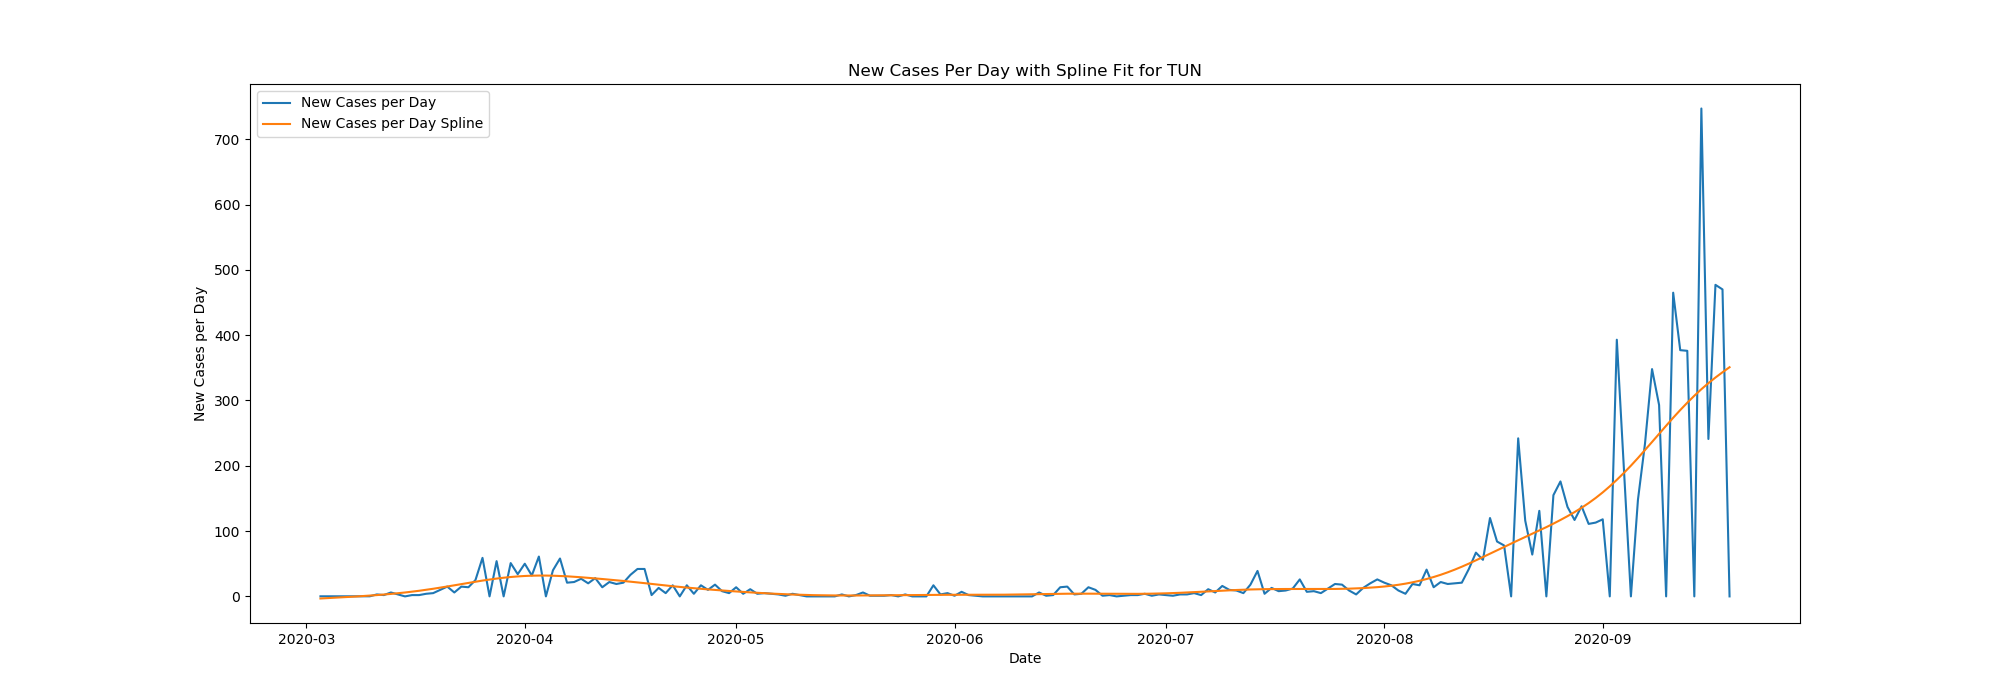 New Cases Per Day with Spline Fit for TUN
New Cases per Day
New Cases per Day Spline
700
600
500
400
300
200
100
0
New Cases per Day
2020-03 2020-04 2020-05 2020-06 2020-07 2020-08 2020-09
Date